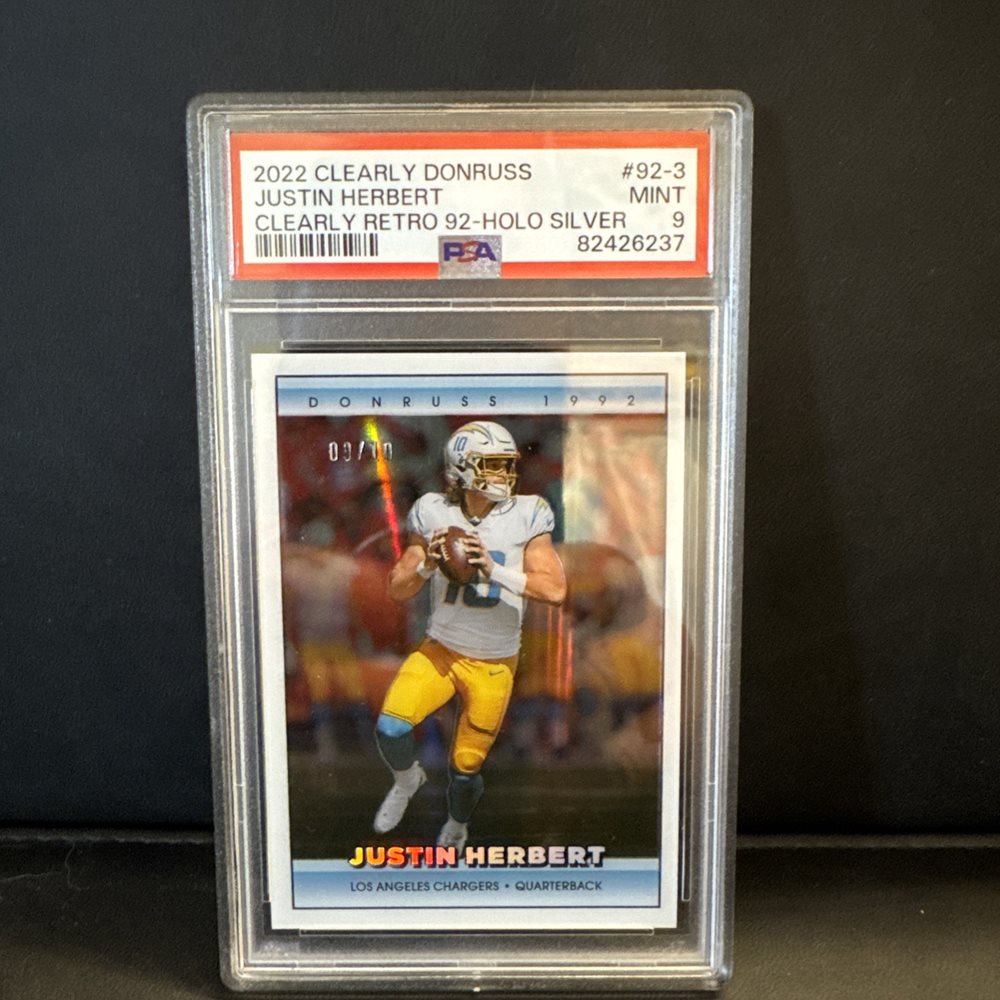 2022 CLEARLY DONRUSS #92-3
JUSTIN HERBERT MINT
CLEARLY RETRO 92-HOLO SILVER 9
PSA 82426237
DONRUSS 1992
10
10
JUSTIN HERBERT
LOS ANGELES CHARGERS • QUARTERBACK